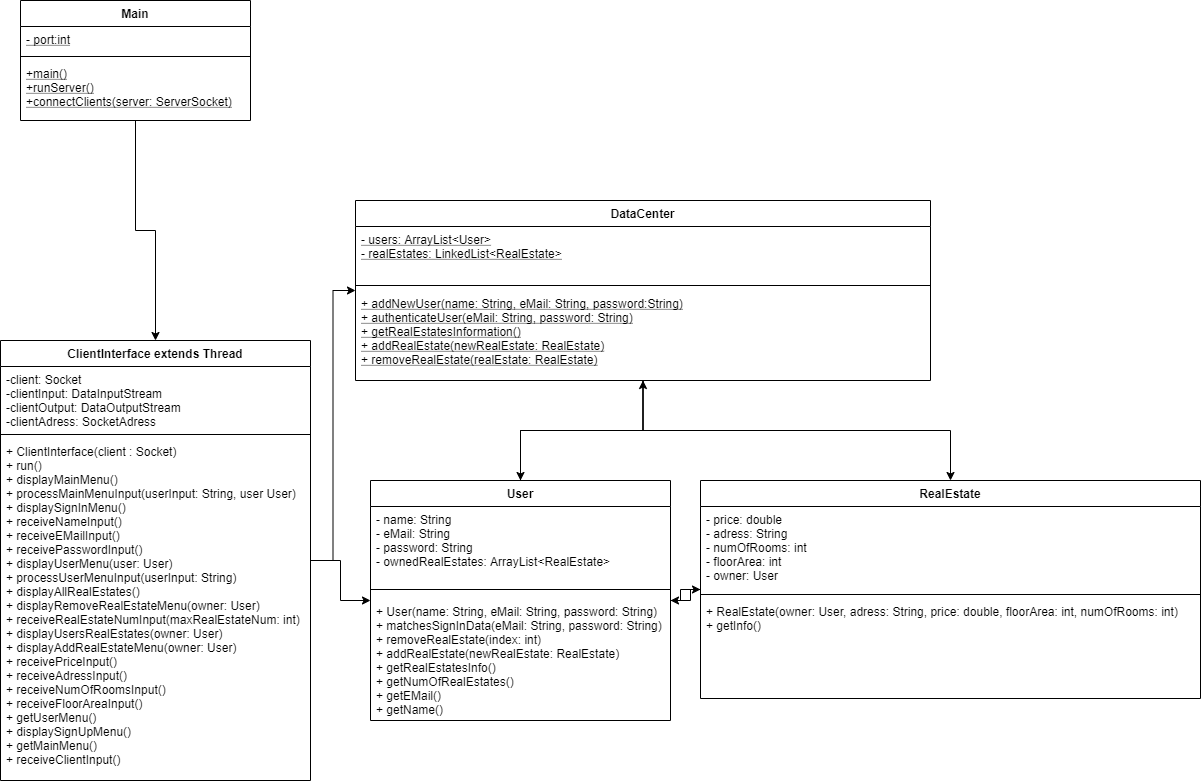 Main
- port:int
+main()
+runServer()
+connectClients(server: ServerSocket)
DataCenter
- users: ArrayList<User>
- realEstates: LinkedList<RealEstate>
+ addNewUser(name: String, eMail: String, password:String)
+ authenticateUser(eMail: String, password: String)
+ getRealEstatesInformation()
+ addRealEstate(newRealEstate: RealEstate)
+ removeRealEstate(realEstate: RealEstate)
ClientInterface extends Thread
-client: Socket
-clientInput: DataInputStream
-clientOutput: DataOutputStream
-clientAdress: SocketAdress
+ ClientInterface(client : Socket)
+ run()
+ displayMainMenu()
+ processMainMenuInput(userInput: String, user User)
+ displaySignInMenu()
+ receiveNameInput()
+ receiveEMailInput()
+ receivePasswordInput()
+ displayUserMenu(user: User)
+ processUserMenuInput(userInput: String)
+ displayAllRealEstates()
+ displayRemoveRealEstateMenu(owner: User)
+ receiveRealEstateNumInput(maxRealEstateNum: int)
+ displayUsersRealEstates(owner: User)
+ displayAddRealEstateMenu(owner: User)
+ receivePriceInput()
+ receiveAdressInput()
+ receiveNumOfRoomsInput()
+ receiveFloorAreaInput()
+ getUserMenu()
+ displaySignUpMenu()
+ getMainMenu()
+ receiveClientInput()
User
- name: String
- eMail: String
- password: String
- ownedRealEstates: ArrayList<RealEstate>
+ User(name: String, eMail: String, password: String)
+ matchesSignInData(eMail: String, password: String)
+ removeRealEstate(index: int)
+ addRealEstate(newRealEstate: RealEstate)
+ getRealEstatesInfo()
+ getNumOfRealEstates()
+ getEMail()
+ getName()
RealEstate
- price: double
- adress: String
- numOfRooms: int
- floorArea: int
- owner: User
+ RealEstate(owner: User, adress: String, price: double, floorArea: int, numOfRooms: int)
+ getInfo()